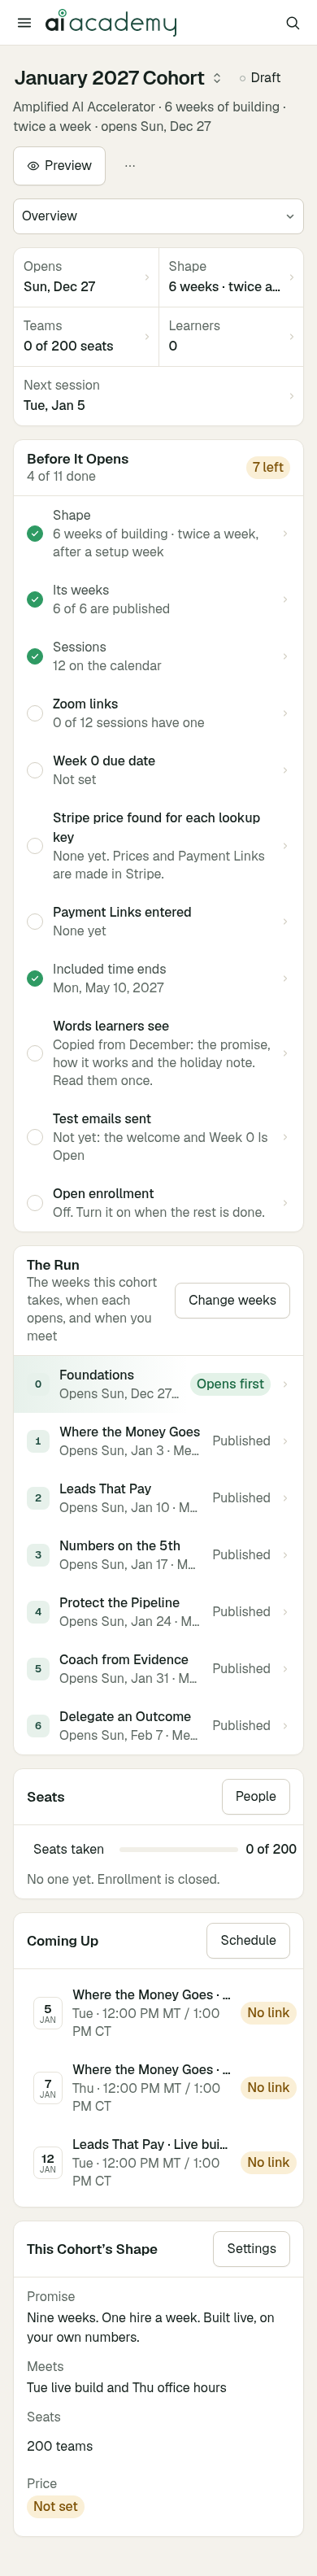 ai academy
January 2027 Cohort
Draft
Amplified AI Accelerator · 6 weeks of building ·
twice a week · opens Sun, Dec 27
Preview
...
Overview
Opens
Sun, Dec 27
Shape
6 weeks · twice a...
Teams
0 of 200 seats
Learners
0
Next session
Tue, Jan 5
Before It Opens
4 of 11 done
7 left
Shape
6 weeks of building · twice a week,
after a setup week
Its weeks
6 of 6 are published
Sessions
12 on the calendar
Zoom links
0 of 12 sessions have one
Week 0 due date
Not set
Stripe price found for each lookup
key
None yet. Prices and Payment Links
are made in Stripe.
Payment Links entered
None yet
Included time ends
Mon, May 10, 2027
Words learners see
Copied from December: the promise,
how it works and the holiday note.
Read them once.
Test emails sent
Not yet: the welcome and Week 0 Is
Open
Open enrollment
Off. Turn it on when the rest is done.
The Run
The weeks this cohort
takes, when each
opens, and when you
meet
Change weeks
0
Foundations
Opens Sun, Dec 27...
Opens first
1
Where the Money Goes
Opens Sun, Jan 3 · Me...
Published
2
Leads That Pay
Opens Sun, Jan 10 · M...
Published
3
Numbers on the 5th
Opens Sun, Jan 17 · M...
Published
4
Protect the Pipeline
Opens Sun, Jan 24 · M...
Published
5
Coach from Evidence
Opens Sun, Jan 31 · M...
Published
6
Delegate an Outcome
Opens Sun, Feb 7 · Me...
Published
Seats
People
Seats taken
0 of 200
No one yet. Enrollment is closed.
Coming Up
Schedule
5
JAN
Where the Money Goes · ...
Tue · 12:00 PM MT / 1:00
PM CT
No link
7
JAN
Where the Money Goes · ...
Thu · 12:00 PM MT / 1:00
PM CT
No link
12
JAN
Leads That Pay · Live bui...
Tue · 12:00 PM MT / 1:00
PM CT
No link
This Cohort's Shape
Settings
Promise
Nine weeks. One hire a week. Built live, on
your own numbers.
Meets
Tue live build and Thu office hours
Seats
200 teams
Price
Not set